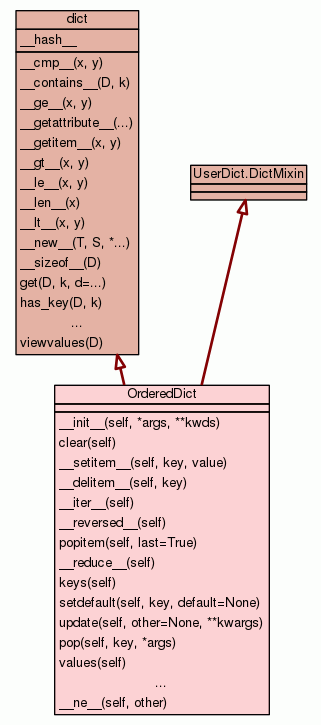 dict
__hash__
__cmp__(x, y)
__contains__(D, k)
__ge__(x, y)
__getattribute__(...)
__getitem__(x, y)
__gt__(x, y)
__le__(x, y)
__len__(x)
__lt__(x, y)
__new__(T, S, *...)
__sizeof__(D)
get(D, k, d=...)
has_key(D, k)
...
viewvalues(D)
UserDict.DictMixin
OrderedDict
__init__(self, *args, **kwds)
clear(self)
__setitem__(self, key, value)
__delitem__(self, key)
__iter__(self)
__reversed__(self)
popitem(self, last=True)
__reduce__(self)
keys(self)
setdefault(self, key, default=None)
update(self, other=None, **kwargs)
pop(self, key, *args)
values(self)
...
__ne__(self, other)